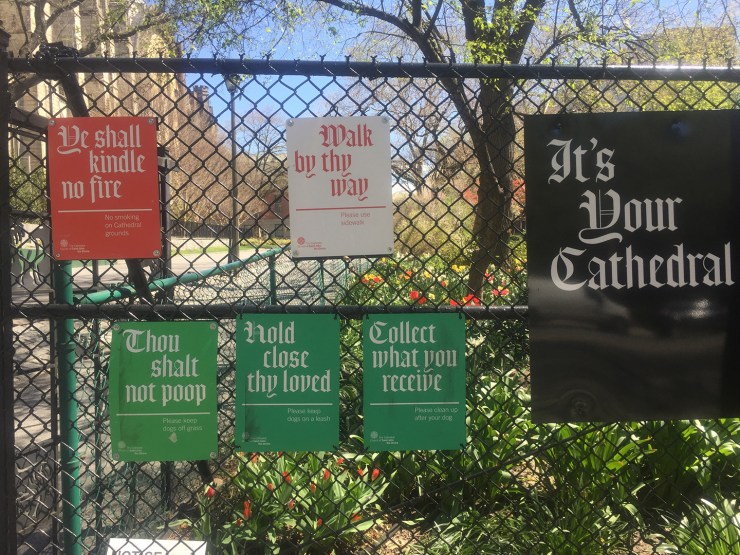 Ye shall
kindle
no fire
No smoking
on Cathedral
grounds.
Walk
by thy
way
Please use
sidewalk.
It's
Your
Cathedral
Thou
shalt
not poop
Please keep
dogs off grass
Hold
close
thy loved
Please keep
dogs on a leash
Collect
what you
receive
Please clean up
after your dog
NOTICE